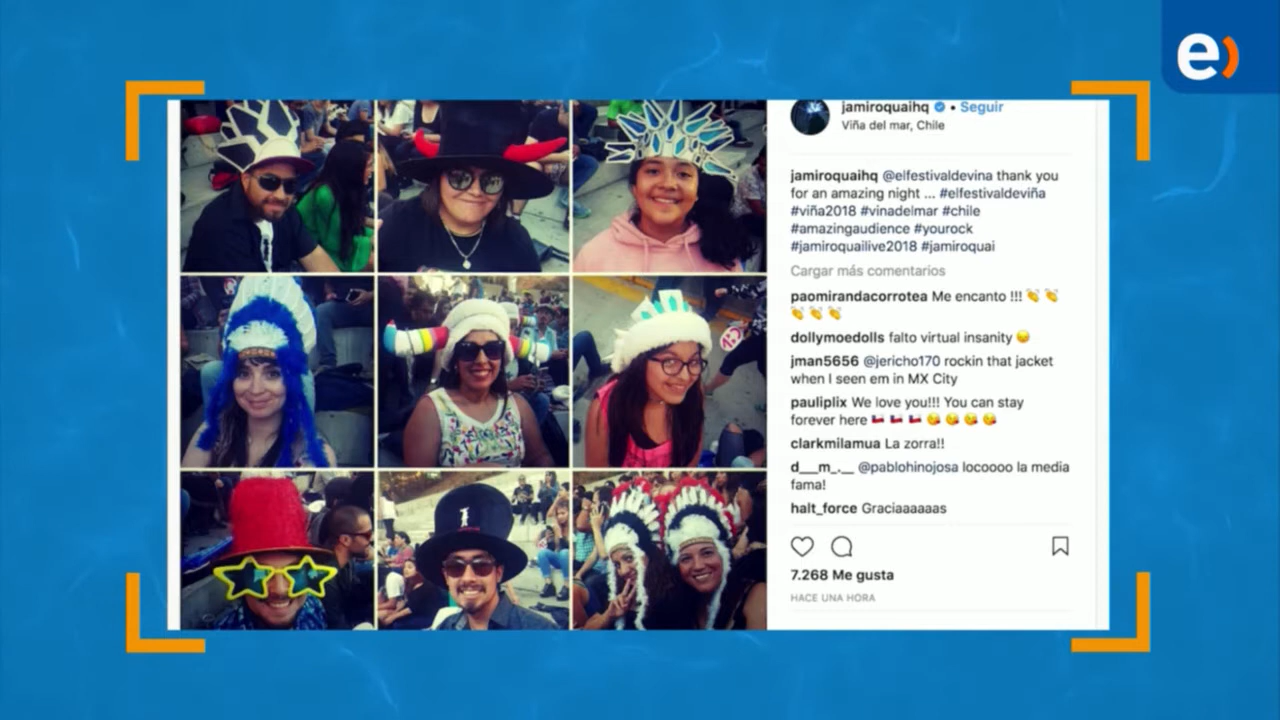 e)
jamiroquaihq • Seguir
Viña del mar, Chile
jamiroquaihq @elfestivaldevina thank you
for an amazing night ... #elfestivaldeviña
#viña2018 #vinadelmar #chile
#amazingaudience #yourock
#jamiroquailive2018 #jamiroquai
Cargar más comentarios
paomirandacorrotea Me encanto !!! 👏 👏
👏 👏 👏
dollymoedolls falto virtual insanity 😕
jman5656 @jericho170 rockin that jacket
when I seen em in MX City
pauliplix We love you!!! You can stay
forever here 🇨🇱 🇨🇱 🇨🇱 😘 😘 😘 😘
clarkmilamua La zorra!!
d___m_._ @pablohinojosa locoooo la media
fama!
halt_force Graciaaaaaas
7.268 Me gusta
HACE UNA HORA